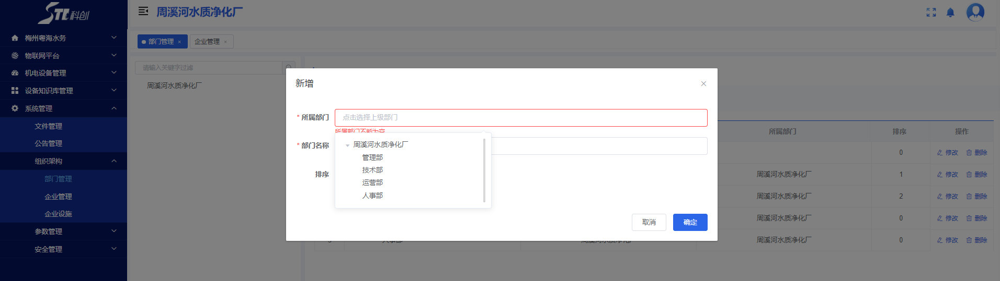 STC科创
周溪河水质净化厂
梅州粤海水务
物联网平台
机电设备管理
设备知识库管理
系统管理
文件管理
公告管理
组织架构
部门管理
企业管理
企业设施
参数管理
安全管理
部门管理 ×
企业管理 ×
请输入关键字过滤
周溪河水质净化厂
新增
* 所属部门
点击选择上级部门
所属部门不能为空
周溪河水质净化厂
管理部
技术部
运营部
人事部
* 部门名称
排序
取消
确定
所属部门 排序 操作
0 修改 删除
周溪河水质净化厂 1 修改 删除
周溪河水质净化厂 2 修改 删除
周溪河水质净化厂 0 修改 删除
人事部 周溪河水质净化厂 周溪河水质净化厂 0 修改 删除